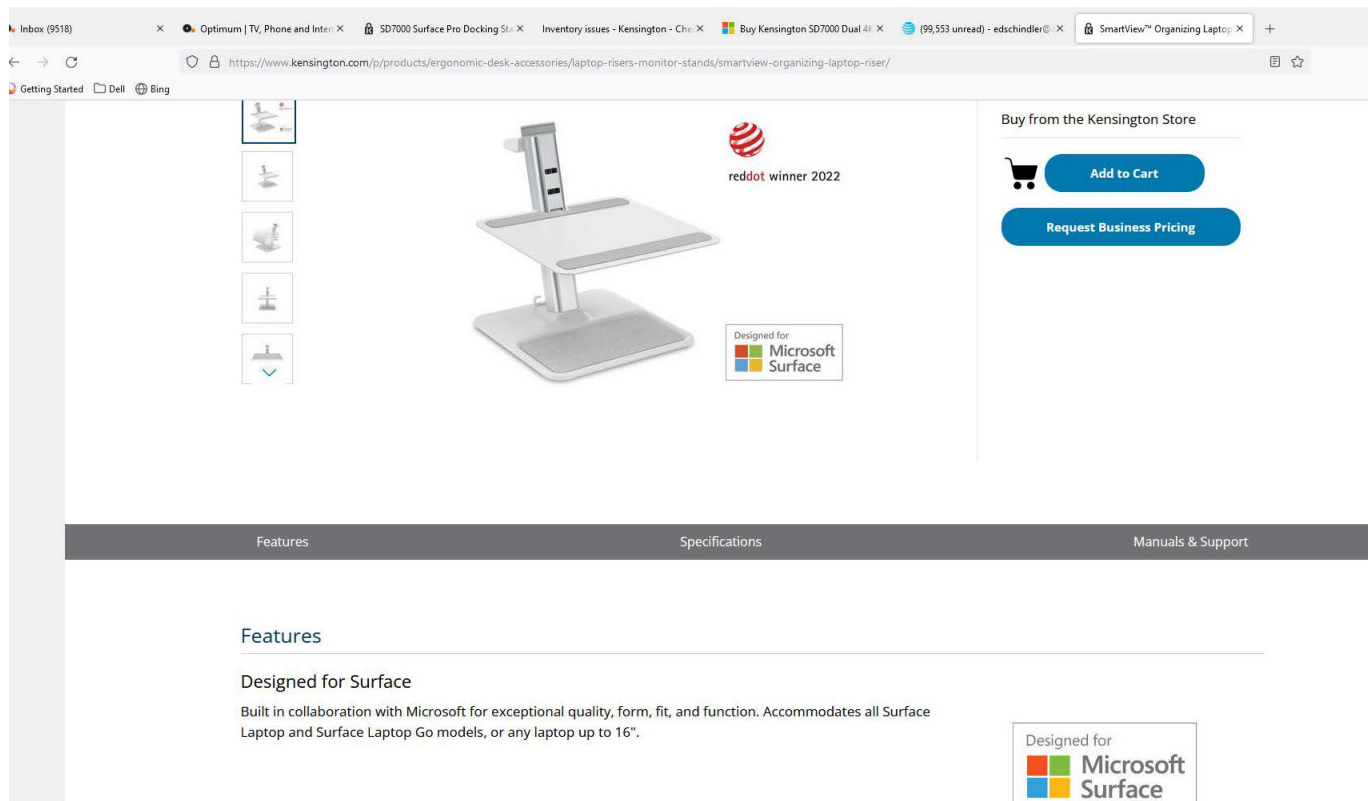 Inbox (9518)
Optimum | TV, Phone and Intern
SD7000 Surface Pro Docking Sta
Inventory issues - Kensington - Che
Buy Kensington SD7000 Dual 4K
(99,553 unread) - edschindler@
SmartView™ Organizing Laptop
https://www.kensington.com/p/products/ergonomic-desk-accessories/laptop-risers-monitor-stands/smartview-organizing-laptop-riser/
Getting Started Dell Bing
reddot winner 2022
Designed for
Microsoft
Surface
Buy from the Kensington Store
Add to Cart
Request Business Pricing
Features Specifications Manuals & Support
Features
Designed for Surface
Built in collaboration with Microsoft for exceptional quality, form, fit, and function. Accommodates all Surface
Laptop and Surface Laptop Go models, or any laptop up to 16".
Designed for
Microsoft
Surface